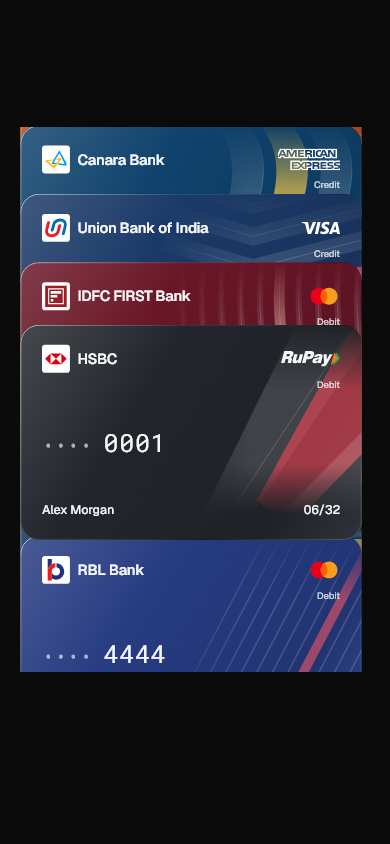 Canara Bank
AMERICAN
EXPRESS
Credit
Union Bank of India
VISA
Credit
IDFC FIRST Bank
Debit
HSBC
RuPay
Debit
•••• 0001
Alex Morgan
06/32
RBL Bank
Debit
•••• 4444